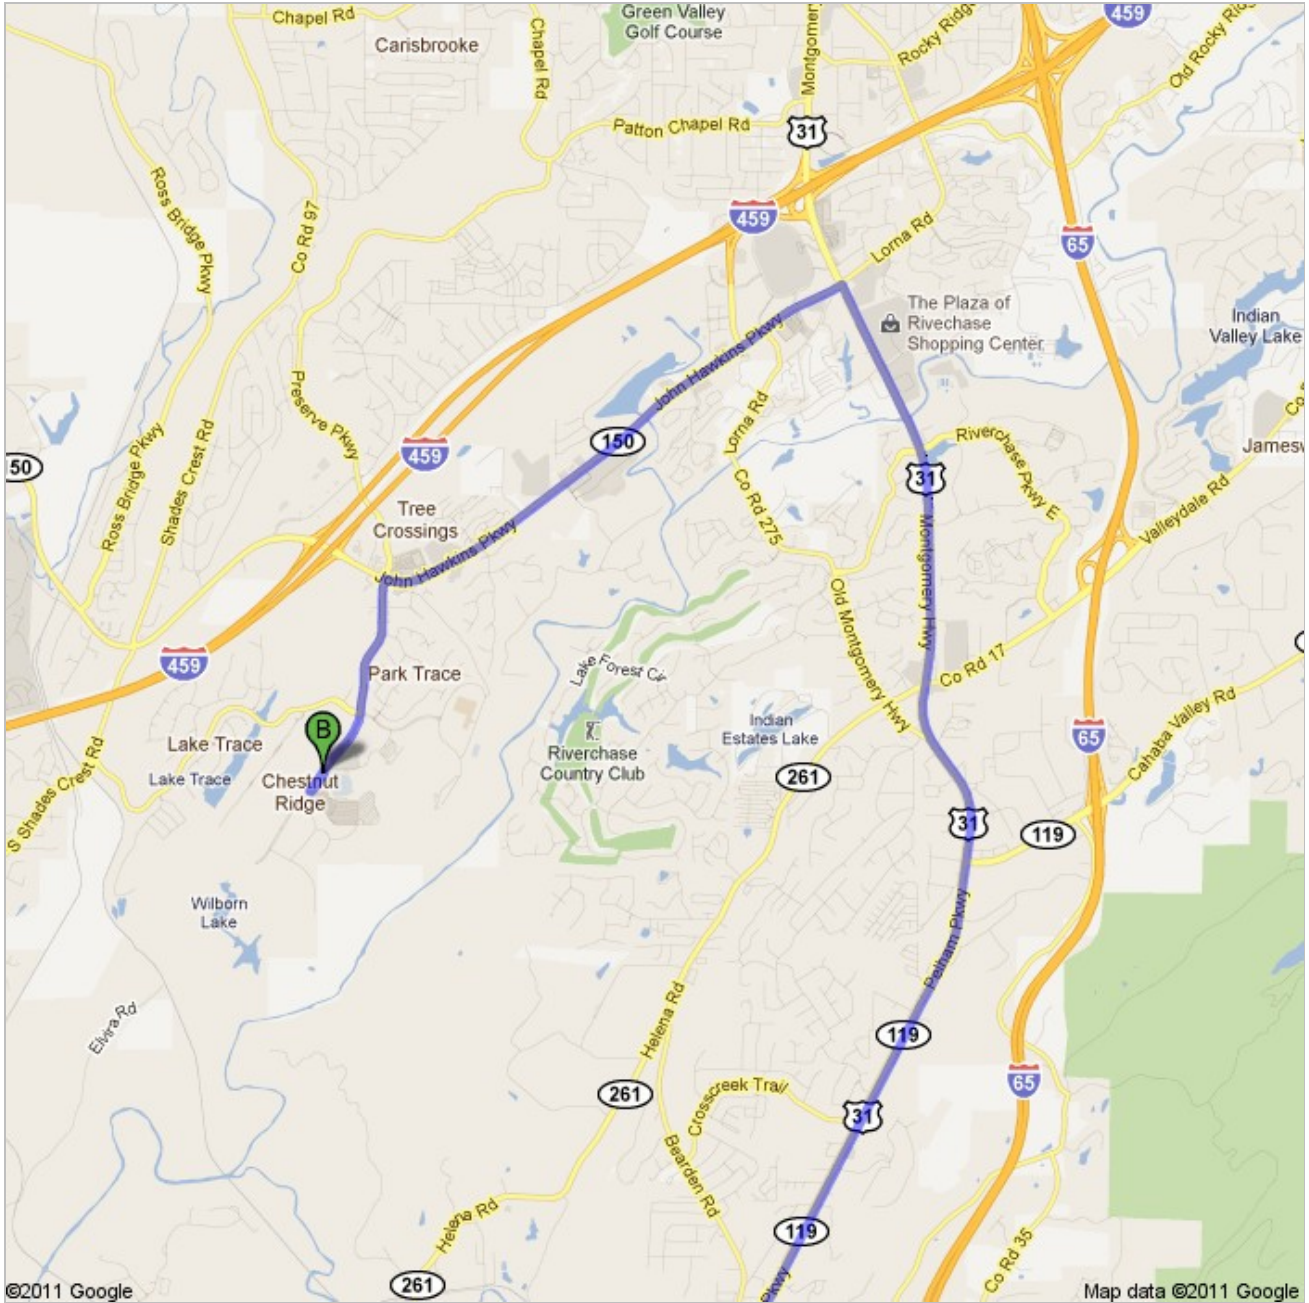 Chapel Rd
Carisbrooke
Chapel Rd
Green Valley
Golf Course
Montgomery
Rocky Ridge
459
Old Rocky Ridg
Patton Chapel Rd
31
Ross Bridge Pkwy
Co Rd 97
459
Lorna Rd
65
The Plaza of
Rivechase
Shopping Center
Indian
Valley Lake
John Hawkins Pkwy
Preserve Pkwy
Lorna Rd
Co
50
Ross Bridge Pkwy
Shades Crest Rd
459
150
Riverchase Pkwy E
31
Jamesw
Valleydale Rd
Tree
Crossings
Co Rd 275
Montgomery Hwy
John Hawkins Pkwy
Old Montgomery Hwy
459
Park Trace
Lake Forest Cir
Co Rd 17
B
Lake Trace
Lake Trace
Chestnut
Ridge
Riverchase
Country Club
Indian
Estates Lake
261
65
Cahaba Valley Rd
S Shades Crest Rd
31
119
Wilborn
Lake
Pelham Pkwy
Elvira Rd
Helena Rd
119
65
261
Crosscreek Trail
31
Bearden Rd
Helena Rd
119
Co Rd 35
261
Pkwy
©2011 Google
Map data ©2011 Google